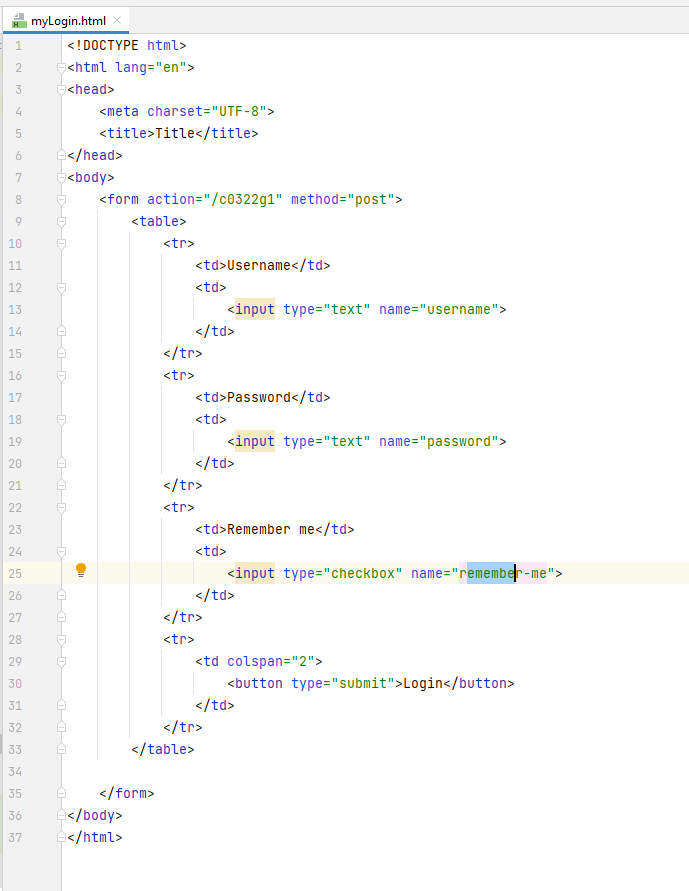 myLogin.html
1 <!DOCTYPE html>
2 <html lang="en">
3 <head>
4     <meta charset="UTF-8">
5     <title>Title</title>
6 </head>
7 <body>
8     <form action="/c0322g1" method="post">
9         <table>
10             <tr>
11                 <td>Username</td>
12                 <td>
13                     <input type="text" name="username">
14                 </td>
15             </tr>
16             <tr>
17                 <td>Password</td>
18                 <td>
19                     <input type="text" name="password">
20                 </td>
21             </tr>
22             <tr>
23                 <td>Remember me</td>
24                 <td>
25                     <input type="checkbox" name="remember-me">
26                 </td>
27             </tr>
28             <tr>
29                 <td colspan="2">
30                     <button type="submit">Login</button>
31                 </td>
32             </tr>
33         </table>
34
35     </form>
36 </body>
37 </html>